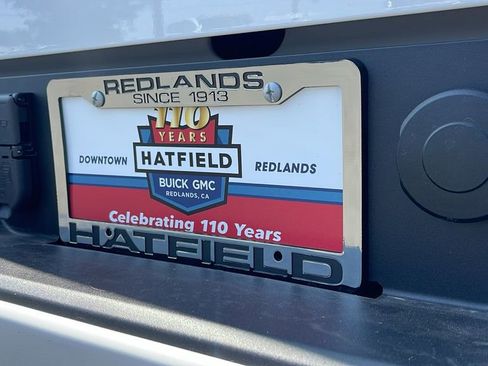 REDLANDS
SINCE 1913
110
YEARS
DOWNTOWN HATFIELD REDLANDS
BUICK GMC
REDLANDS, CA
Celebrating 110 Years
HATFIELD